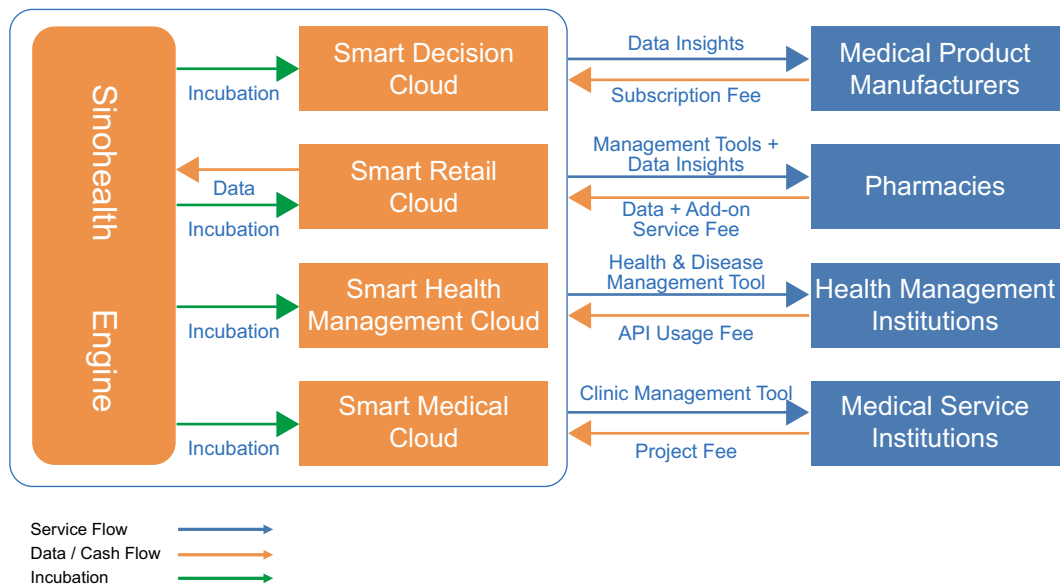 Sinohealth Engine
Smart Decision
Cloud
Incubation
Data Insights
Subscription Fee
Medical Product
Manufacturers
Smart Retail
Cloud
Data
Incubation
Management Tools +
Data Insights
Data + Add-on
Service Fee
Pharmacies
Smart Health
Management Cloud
Incubation
Health & Disease
Management Tool
API Usage Fee
Health Management
Institutions
Smart Medical
Cloud
Incubation
Clinic Management Tool
Project Fee
Medical Service
Institutions
Service Flow
Data / Cash Flow
Incubation